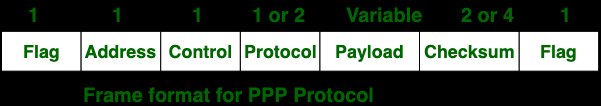 1 1 1 1 or 2 Variable 2 or 4 1
Flag Address Control Protocol Payload Checksum Flag
Frame format for PPP Protocol